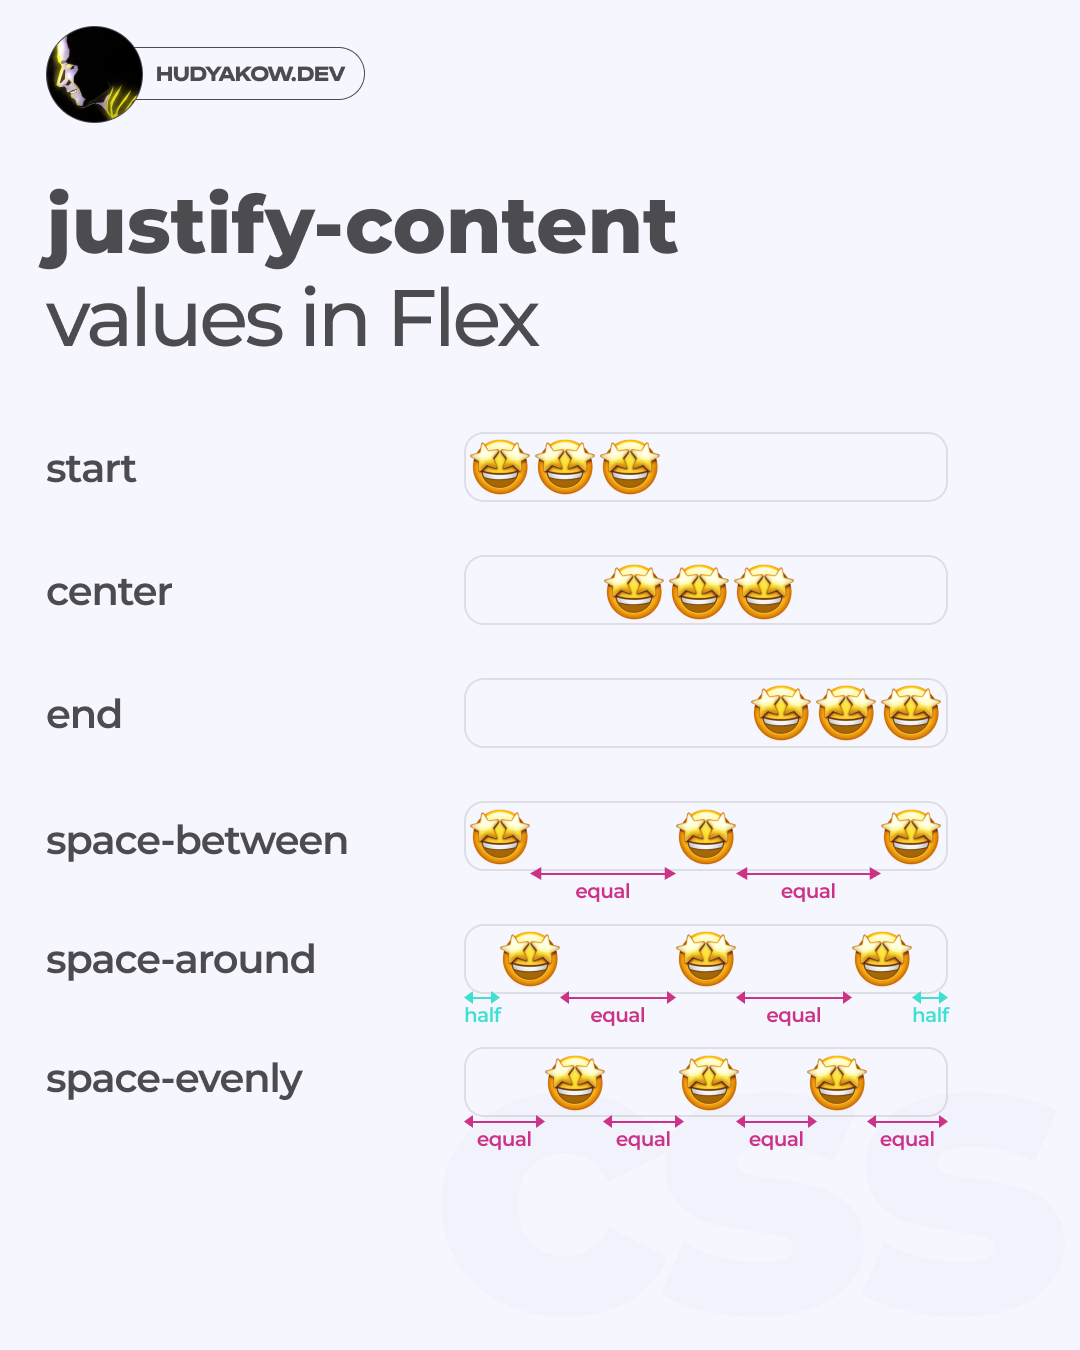 HUDYAKOW.DEV
justify-content
values in Flex
start
center
end
space-between
equal equal
space-around
half equal equal half
space-evenly
equal equal equal equal
css